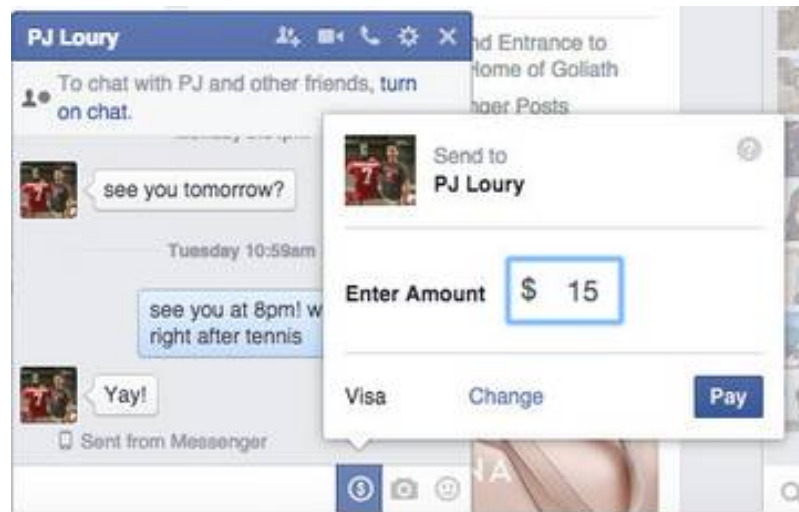 PJ Loury
nd Entrance to
Home of Goliath
nger Posts
To chat with PJ and other friends, turn
on chat.
see you tomorrow?
Tuesday 10:59am
see you at 8pm! w
right after tennis
Yay!
Sent from Messenger
Send to
PJ Loury
Enter Amount $ 15
Visa Change Pay
NA